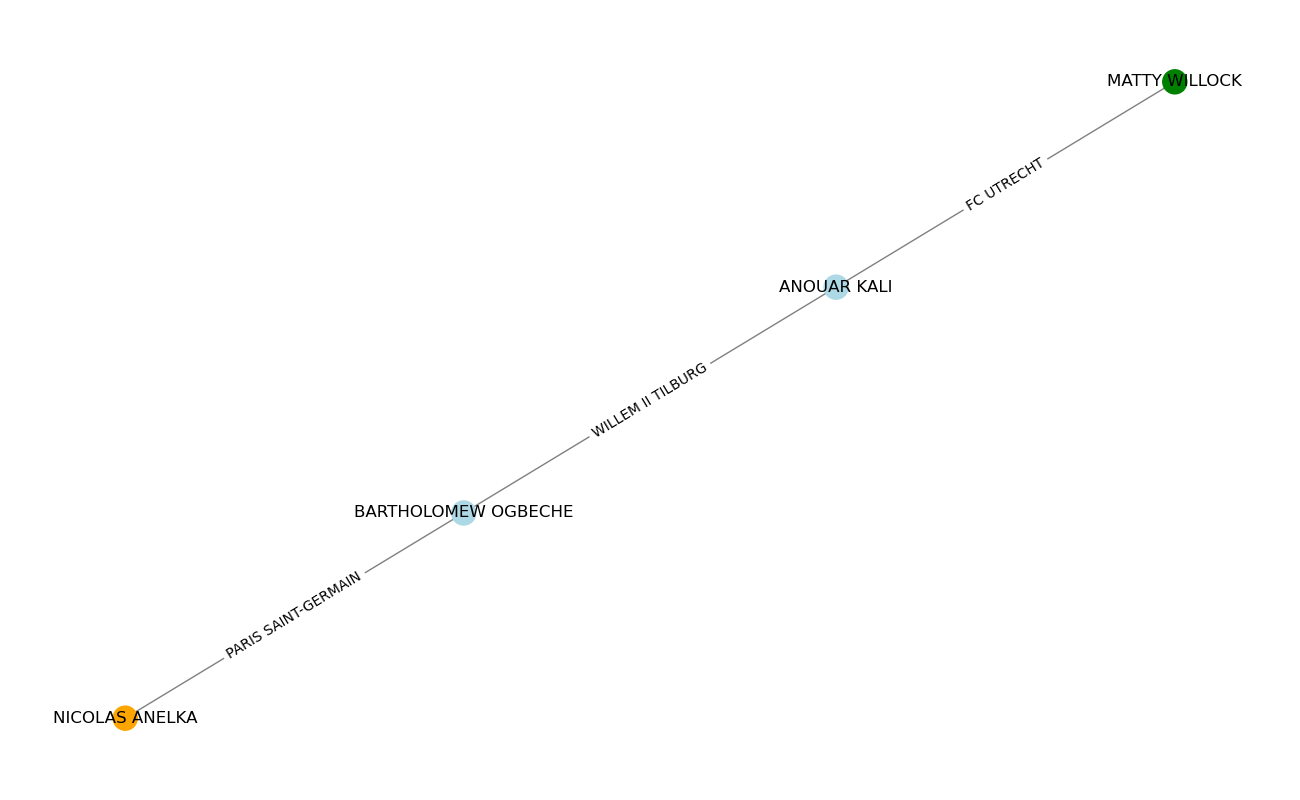 MATTY WILLOCK
FC UTRECHT
ANOUAR KALI
WILLEM II TILBURG
BARTHOLOMEW OGBECHE
PARIS SAINT-GERMAIN
NICOLAS ANELKA